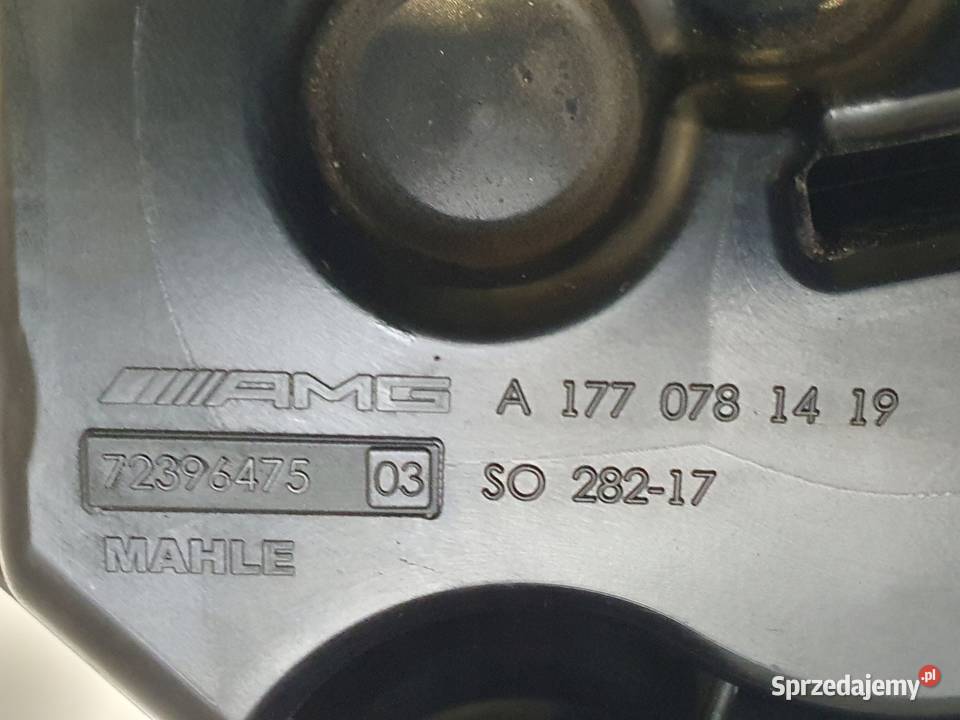 AMG A 177 078 14 19
72396475 03 SO 282-17
MAHLE
Sprzedajemy.pl